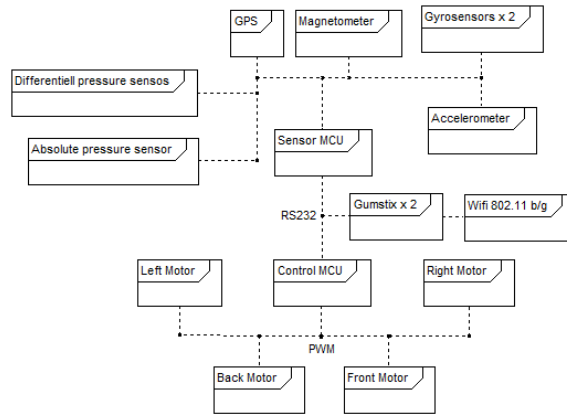 GPS
Magnetometer
Gyrosensors x 2
Differentiell pressure sensos
Accelerometer
Absolute pressure sensor
Sensor MCU
RS232
Gumstix x 2
Wifi 802.11 b/g
Left Motor
Control MCU
Right Motor
PWM
Back Motor
Front Motor